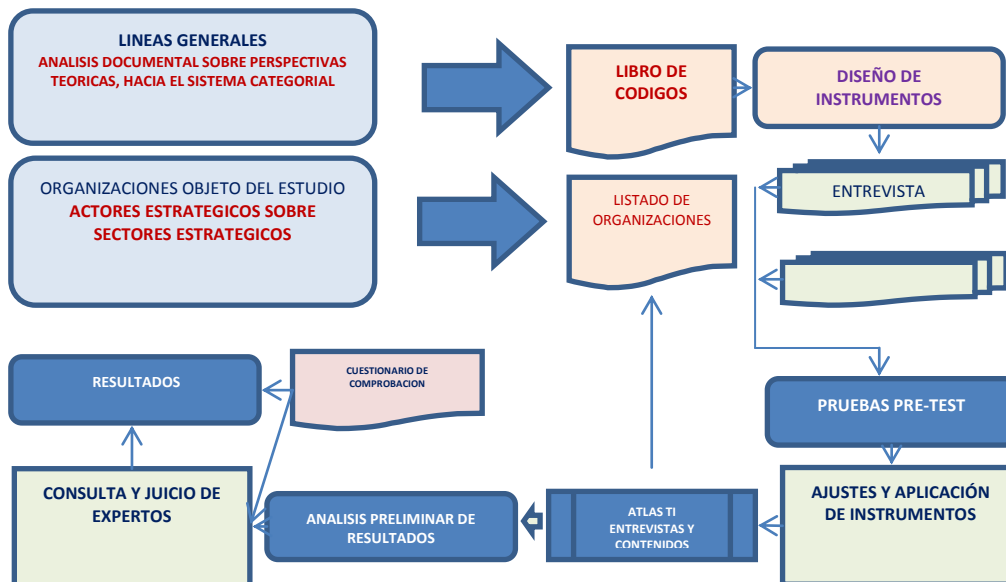 LINEAS GENERALES
ANALISIS DOCUMENTAL SOBRE PERSPECTIVAS
TEORICAS, HACIA EL SISTEMA CATEGORIAL
LIBRO DE
CODIGOS
DISEÑO DE
INSTRUMENTOS
ORGANIZACIONES OBJETO DEL ESTUDIO
ACTORES ESTRATEGICOS SOBRE
SECTORES ESTRATEGICOS
LISTADO DE
ORGANIZACIONES
ENTREVISTA
RESULTADOS
CUESTIONARIO DE
COMPROBACION
PRUEBAS PRE-TEST
CONSULTA Y JUICIO DE
EXPERTOS
ANALISIS PRELIMINAR DE
RESULTADOS
ATLAS TI
ENTREVISTAS Y
CONTENIDOS
AJUSTES Y APLICACIÓN
DE INSTRUMENTOS